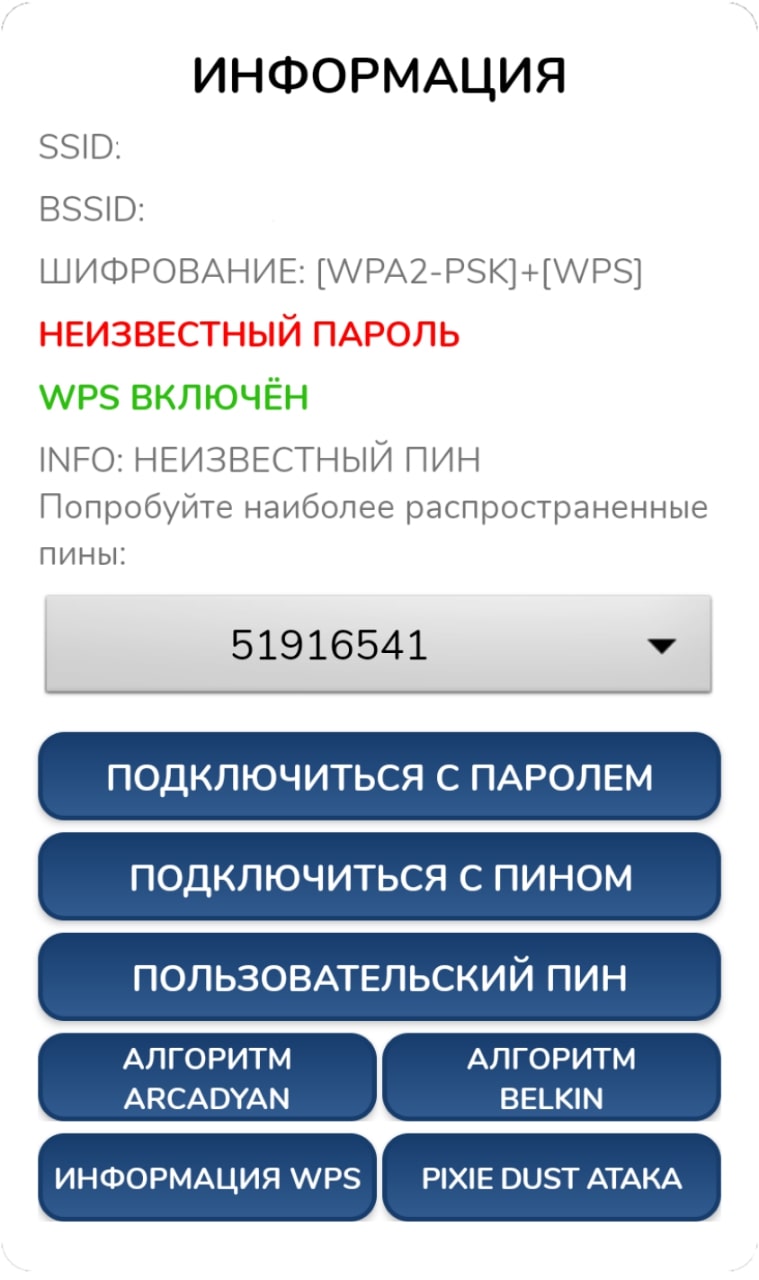 ИНФОРМАЦИЯ
SSID:
BSSID:
ШИФРОВАНИЕ: [WPA2-PSK]+[WPS]
НЕИЗВЕСТНЫЙ ПАРОЛЬ
WPS ВКЛЮЧЁН
INFO: НЕИЗВЕСТНЫЙ ПИН
Попробуйте наиболее распространенные
пины:
51916541
ПОДКЛЮЧИТЬСЯ С ПАРОЛЕМ
ПОДКЛЮЧИТЬСЯ С ПИНОМ
ПОЛЬЗОВАТЕЛЬСКИЙ ПИН
АЛГОРИТМ
ARCADYAN
АЛГОРИТМ
BELKIN
ИНФОРМАЦИЯ WPS
PIXIE DUST АТАКА